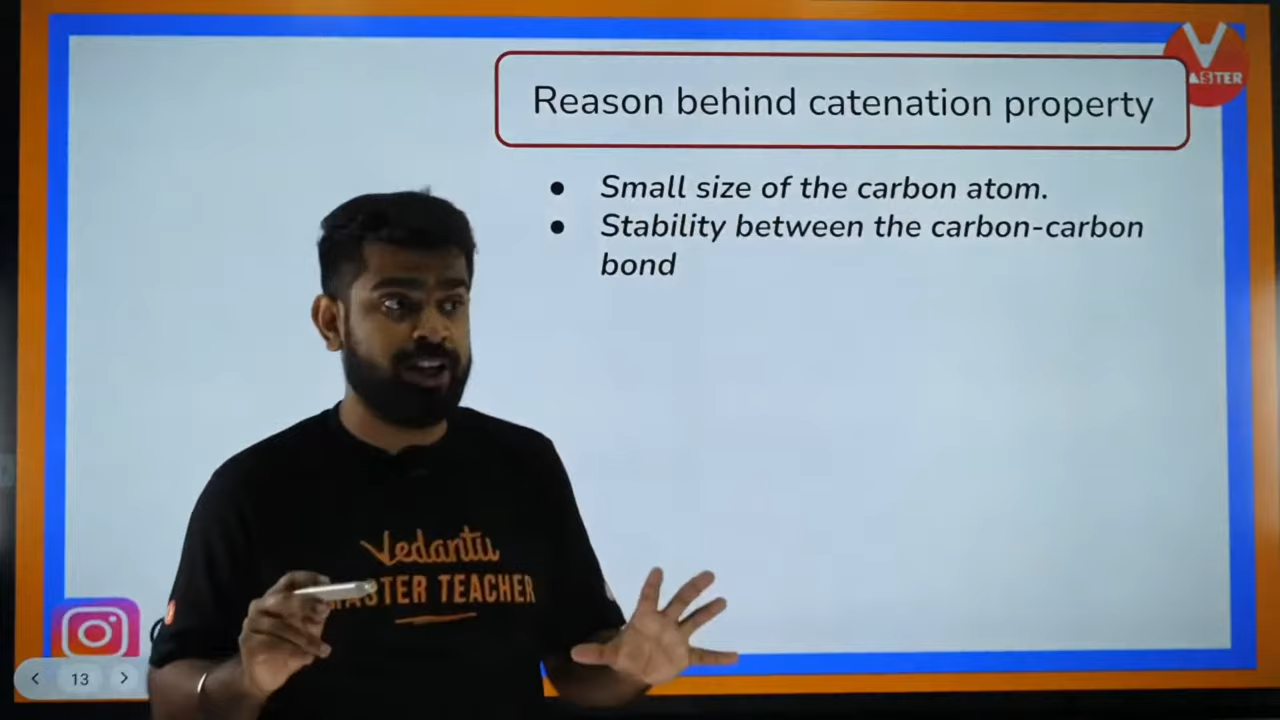 Reason behind catenation property
● Small size of the carbon atom.
● Stability between the carbon-carbon
bond
Vedantu
MASTER TEACHER
13